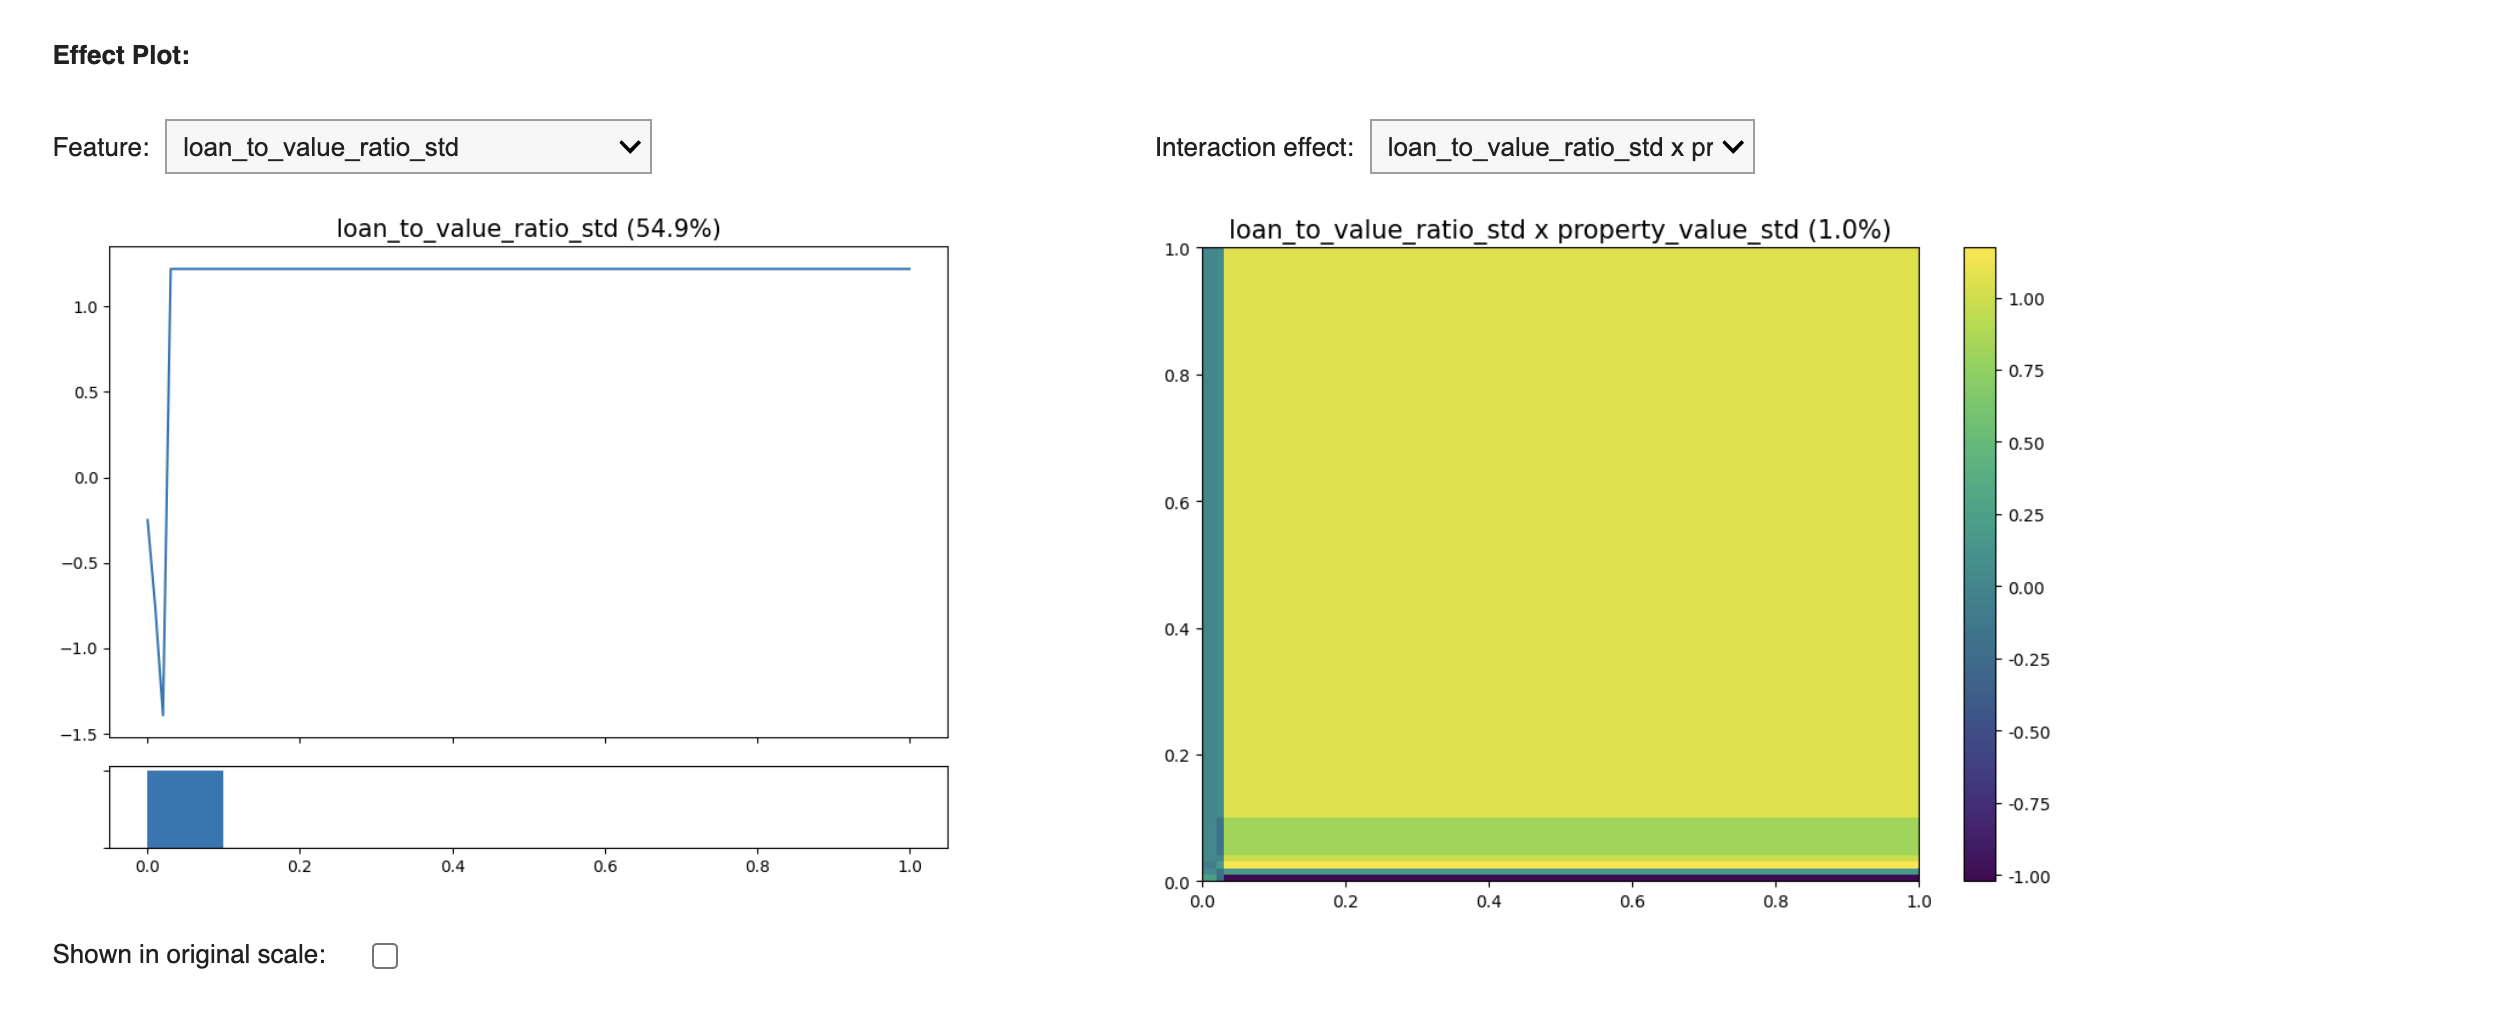 Effect Plot:
Feature: loan_to_value_ratio_std
Interaction effect: loan_to_value_ratio_std x pr
loan_to_value_ratio_std (54.9%)
1.0
0.5
0.0
−0.5
−1.0
−1.5
0.0 0.2 0.4 0.6 0.8 1.0
loan_to_value_ratio_std x property_value_std (1.0%)
1.0
0.8
0.6
0.4
0.2
0.0
0.0 0.2 0.4 0.6 0.8 1.0
1.00
0.75
0.50
0.25
0.00
-0.25
-0.50
-0.75
-1.00
Shown in original scale: